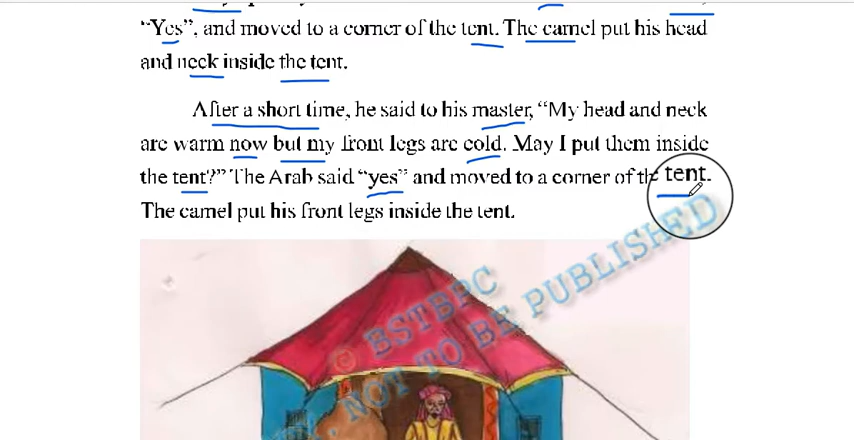 "Yes", and moved to a corner of the tent. The camel put his head
and neck inside the tent.
After a short time, he said to his master, "My head and neck
are warm now but my front legs are cold. May I put them inside
the tent?" The Arab said "yes" and moved to a corner of the tent.
The camel put his front legs inside the tent.
© BSTBPC
NOT TO BE PUBLISHED